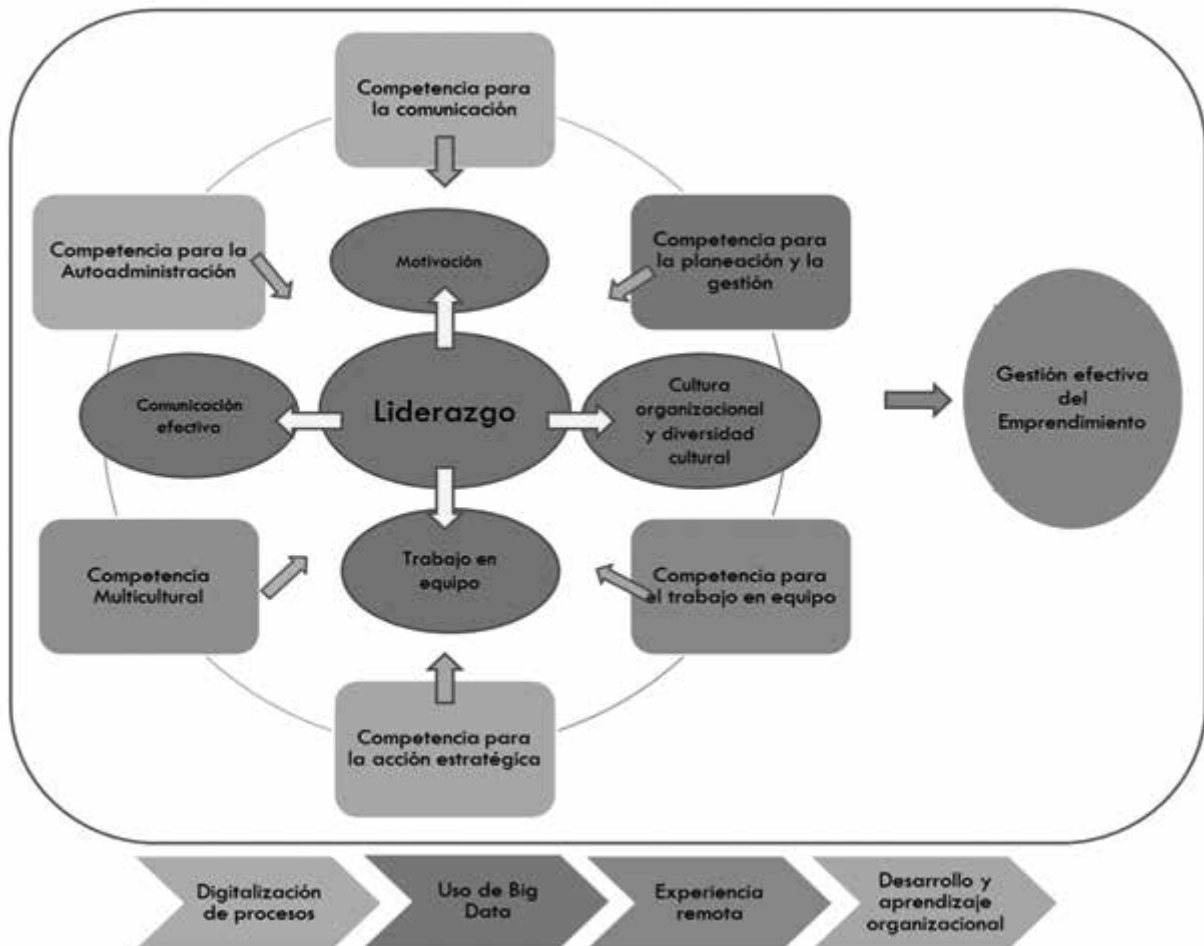 Competencia para
la comunicación
Competencia para la
Autoadministración
Motivación
Competencia para
la planeación y la
gestión
Comunicación
efectiva
Liderazgo
Cultura
organizacional
y diversidad
cultural
Gestión efectiva
del
Emprendimiento
Competencia
Multicultural
Trabajo en
equipo
Competencia para
el trabajo en equipo
Competencia para
la acción estratégica
Digitalización
de procesos
Uso de Big
Data
Experiencia
remota
Desarrollo y
aprendizaje
organizacional